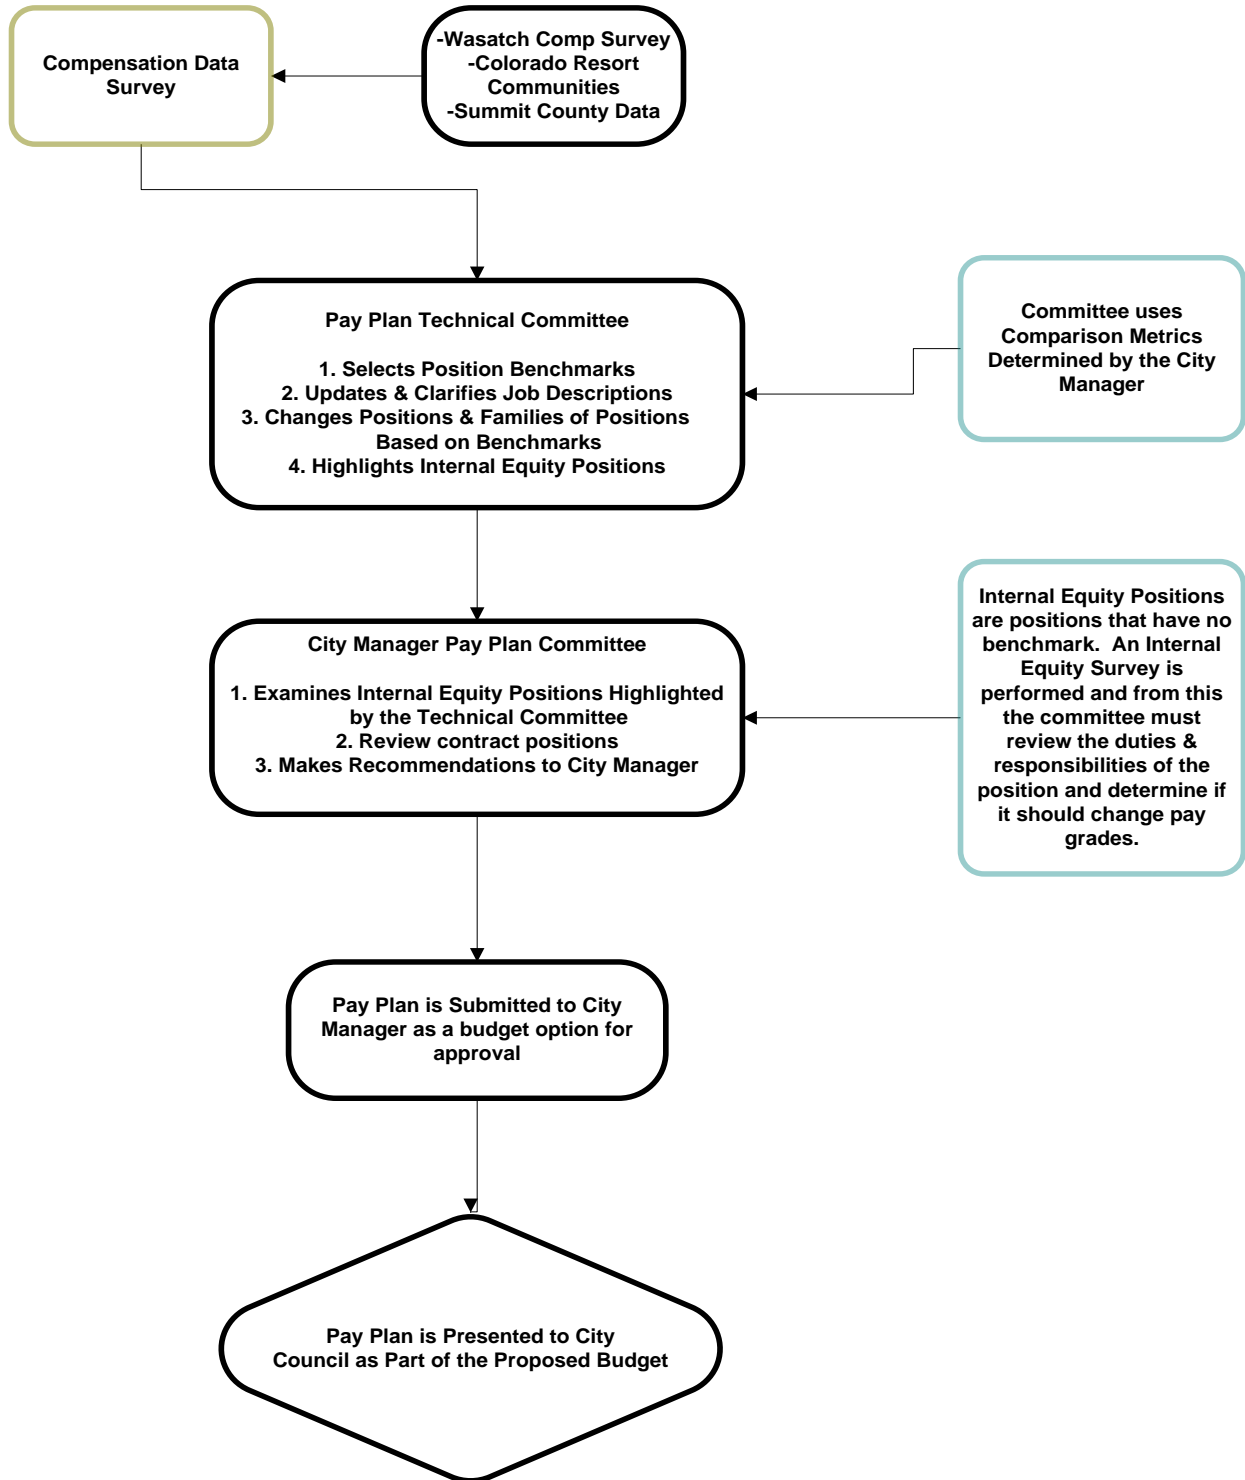 Compensation Data
Survey
-Wasatch Comp Survey
-Colorado Resort
Communities
-Summit County Data
Pay Plan Technical Committee
1. Selects Position Benchmarks
2. Updates & Clarifies Job Descriptions
3. Changes Positions & Families of Positions
Based on Benchmarks
4. Highlights Internal Equity Positions
Committee uses
Comparison Metrics
Determined by the City
Manager
City Manager Pay Plan Committee
1. Examines Internal Equity Positions Highlighted
by the Technical Committee
2. Review contract positions
3. Makes Recommendations to City Manager
Internal Equity Positions
are positions that have no
benchmark.  An Internal
Equity Survey is
performed and from this
the committee must
review the duties &
responsibilities of the
position and determine if
it should change pay
grades.
Pay Plan is Submitted to City
Manager as a budget option for
approval
Pay Plan is Presented to City
Council as Part of the Proposed Budget